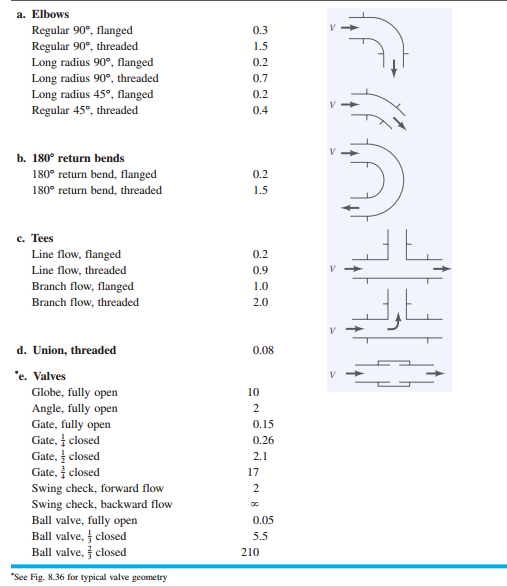 a. Elbows
Regular 90°, flanged 0.3
Regular 90°, threaded 1.5
Long radius 90°, flanged 0.2
Long radius 90°, threaded 0.7
Long radius 45°, flanged 0.2
Regular 45°, threaded 0.4
V
V
b. 180° return bends
180° return bend, flanged 0.2
180° return bend, threaded 1.5
V
c. Tees
Line flow, flanged 0.2
Line flow, threaded 0.9
Branch flow, flanged 1.0
Branch flow, threaded 2.0
V
V
d. Union, threaded 0.08
V
*e. Valves
Globe, fully open 10
Angle, fully open 2
Gate, fully open 0.15
Gate, 1/4 closed 0.26
Gate, 1/2 closed 2.1
Gate, 3/4 closed 17
Swing check, forward flow 2
Swing check, backward flow ∞
Ball valve, fully open 0.05
Ball valve, 1/3 closed 5.5
Ball valve, 2/3 closed 210
*See Fig. 8.36 for typical valve geometry